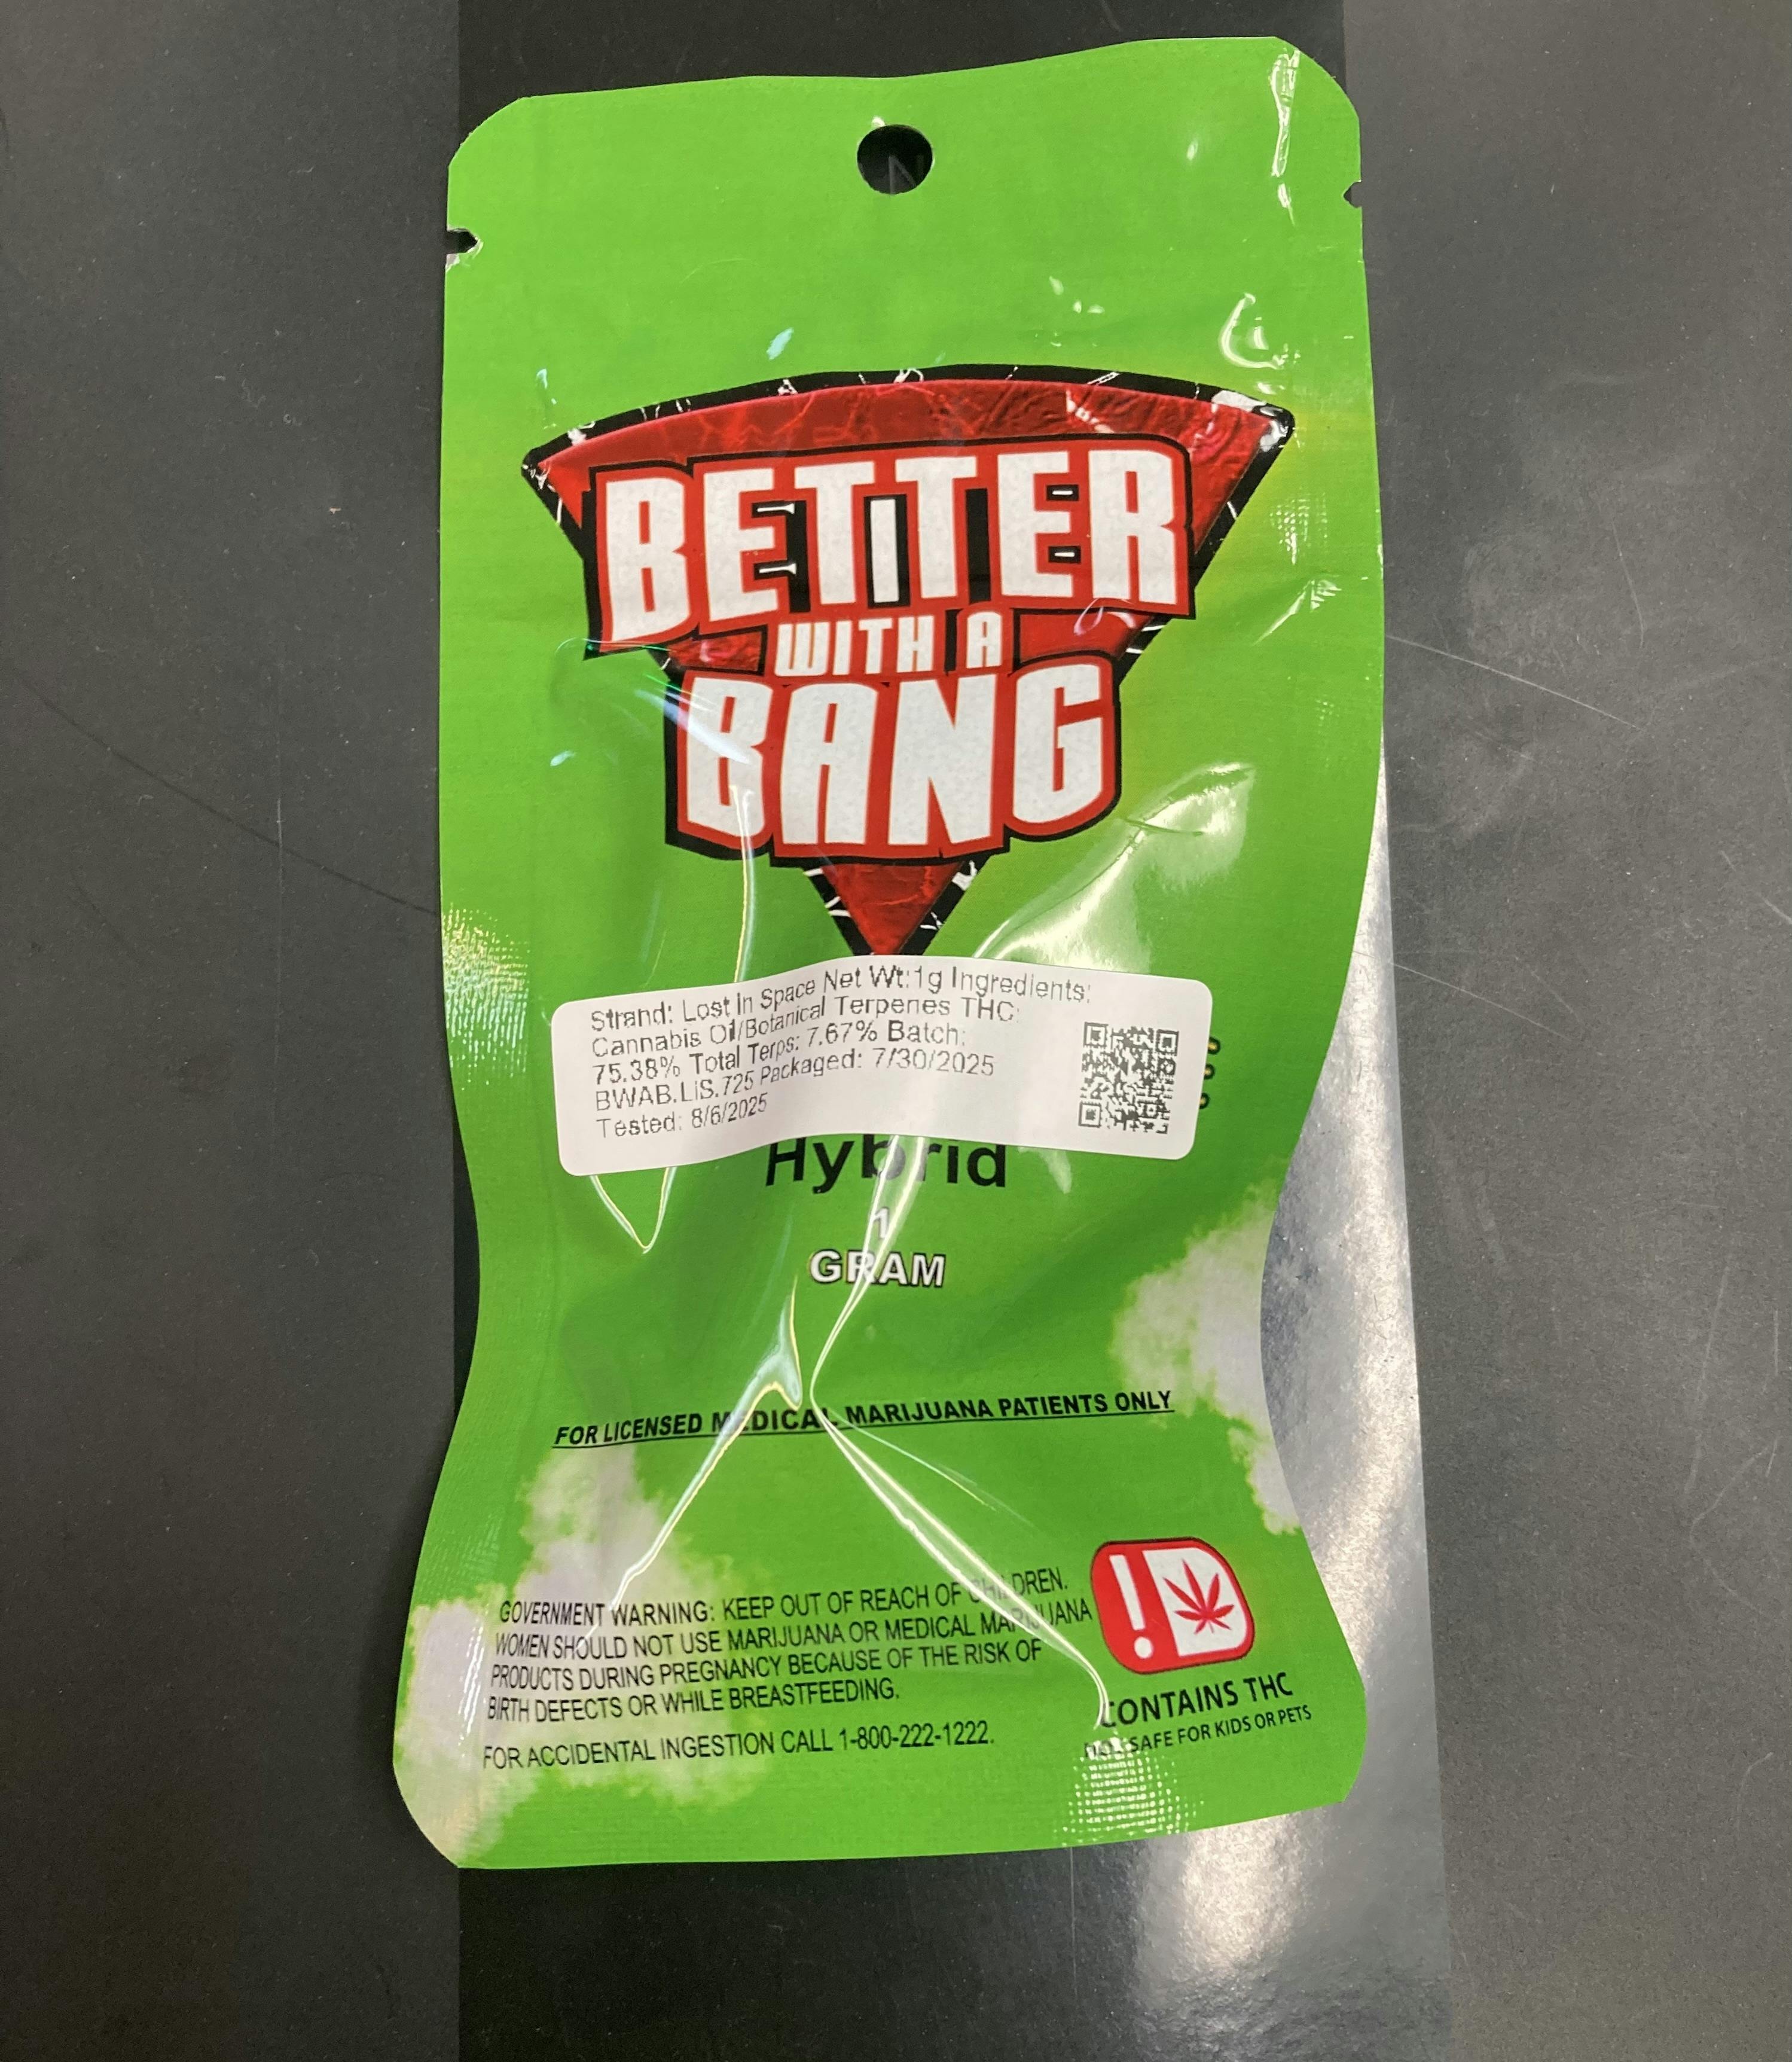 BETTER
WITH A
BANG
Strand: Lost In Space Net Wt:1g Ingredients:
Cannabis Oil/Botanical Terpenes THC:
75.38% Total Terps: 7.67% Batch:
BWAB.LiS.725 Packaged: 7/30/2025
Tested: 8/6/2025
Hybrid
1
GRAM
FOR LICENSED MEDICAL MARIJUANA PATIENTS ONLY
GOVERNMENT WARNING: KEEP OUT OF REACH OF CHILDREN.
WOMEN SHOULD NOT USE MARIJUANA OR MEDICAL MARIJUANA
PRODUCTS DURING PREGNANCY BECAUSE OF THE RISK OF
BIRTH DEFECTS OR WHILE BREASTFEEDING.
FOR ACCIDENTAL INGESTION CALL 1-800-222-1222.
!
CONTAINS THC
NOT SAFE FOR KIDS OR PETS